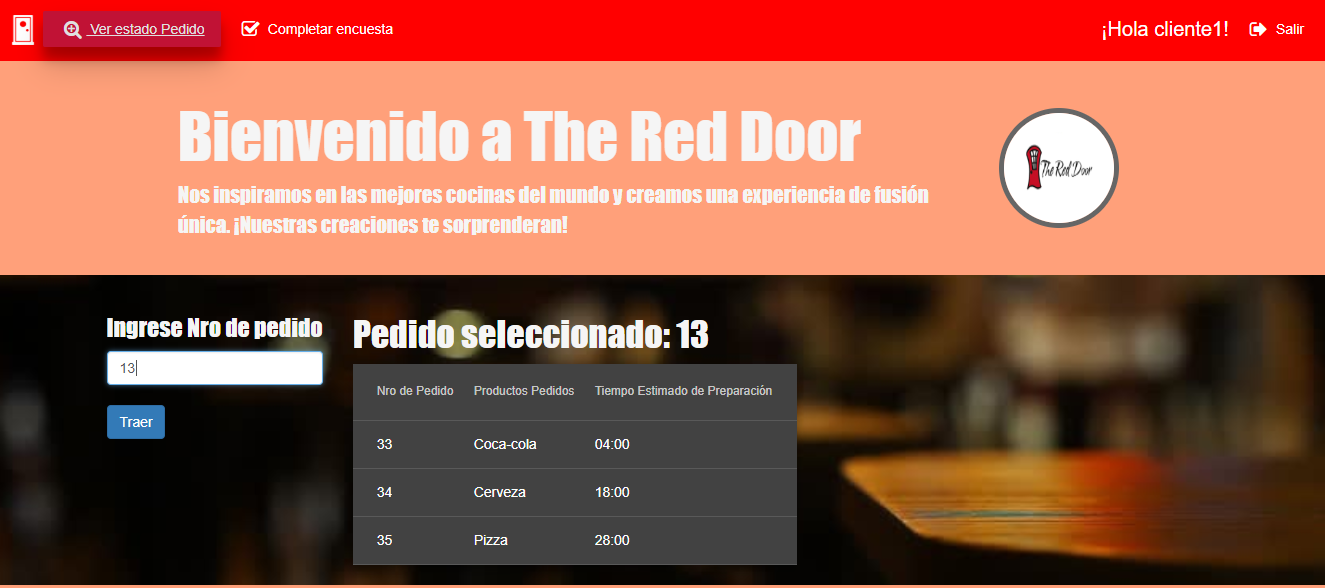 Ver estado Pedido
Completar encuesta
¡Hola cliente1!
Salir
Bienvenido a The Red Door
Nos inspiramos en las mejores cocinas del mundo y creamos una experiencia de fusión
única. ¡Nuestras creaciones te sorprenderan!
The Red Door
Ingrese Nro de pedido
13
Traer
Pedido seleccionado: 13
Nro de Pedido Productos Pedidos Tiempo Estimado de Preparación
33 Coca-cola 04:00
34 Cerveza 18:00
35 Pizza 28:00